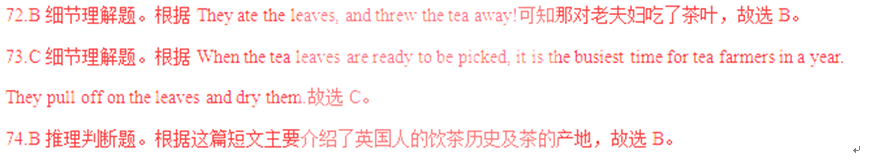 72.B 细节理解题。根据 They ate the leaves, and threw the tea away!可知那对老夫妇吃了茶叶，故选 B。
73.C 细节理解题。根据 When the tea leaves are ready to be picked, it is the busiest time for tea farmers in a year.
They pull off on the leaves and dry them.故选 C。
74.B 推理判断题。根据这篇短文主要介绍了英国人的饮茶历史及茶的产地，故选 B。